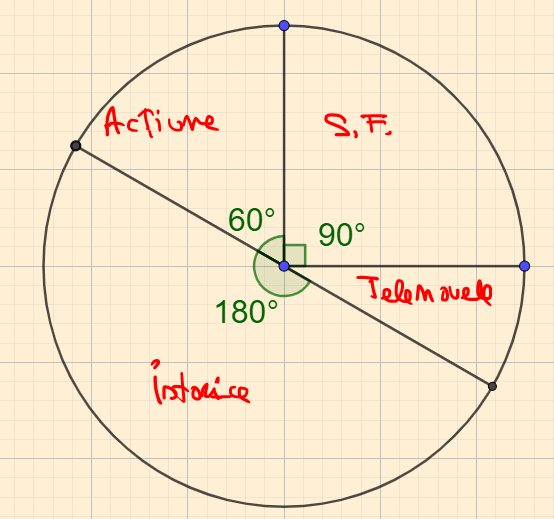 Actiune
S.F.
60°
90°
Telenovele
180°
istorice